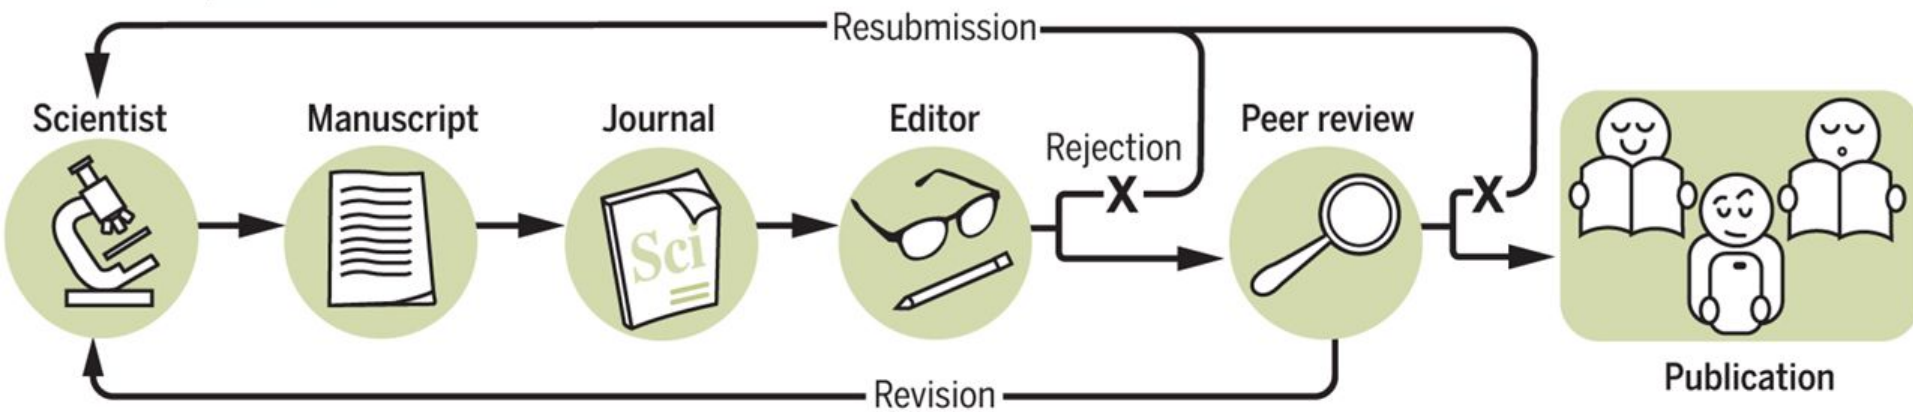 Resubmission
Scientist
Manuscript
Journal
Editor
Rejection
Peer review
X
X
Sci
Publication
Revision